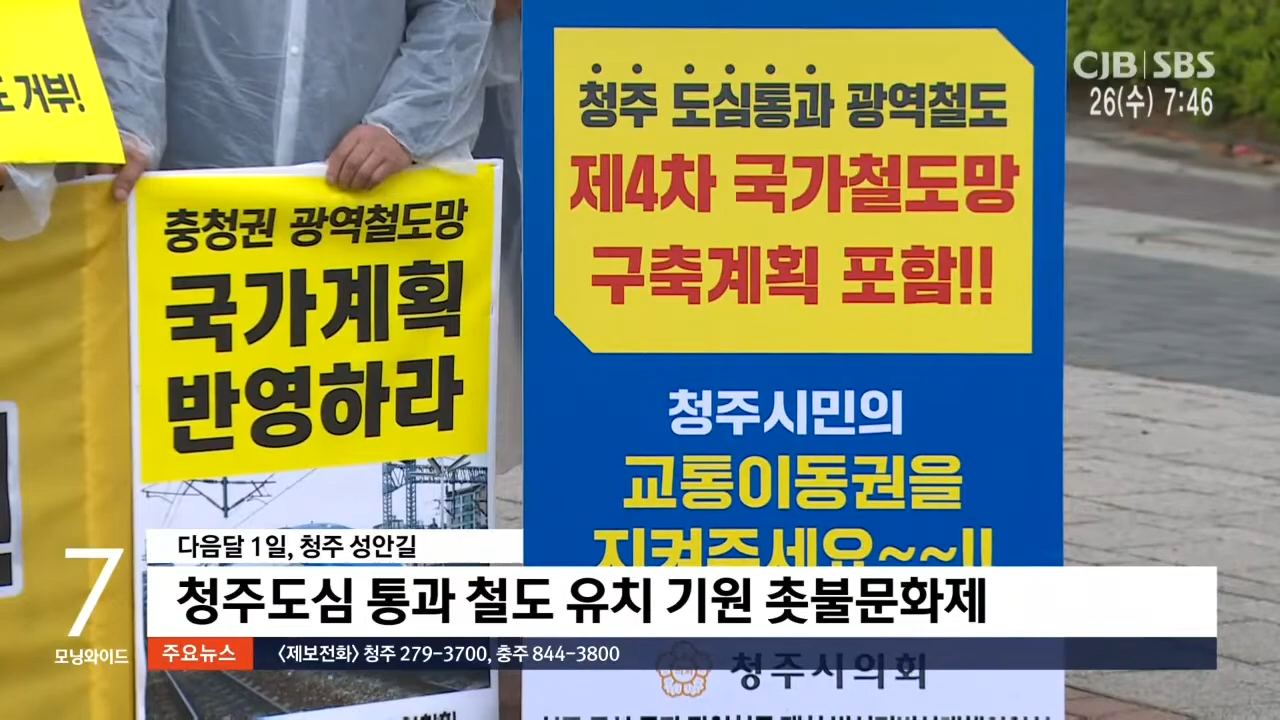 도 거부!
충청권 광역철도망
국가계획
반영하라
청주 도심통과 광역철도
제4차 국가철도망
구축계획 포함!!
청주시민의
교통이동권을
지켜주세요~~!!
청주시의회
CJB SBS
26(수) 7:46
다음달 1일, 청주 성안길
청주도심 통과 철도 유치 기원 촛불문화제
7
모닝와이드
주요뉴스
〈제보전화〉 청주 279-3700, 충주 844-3800